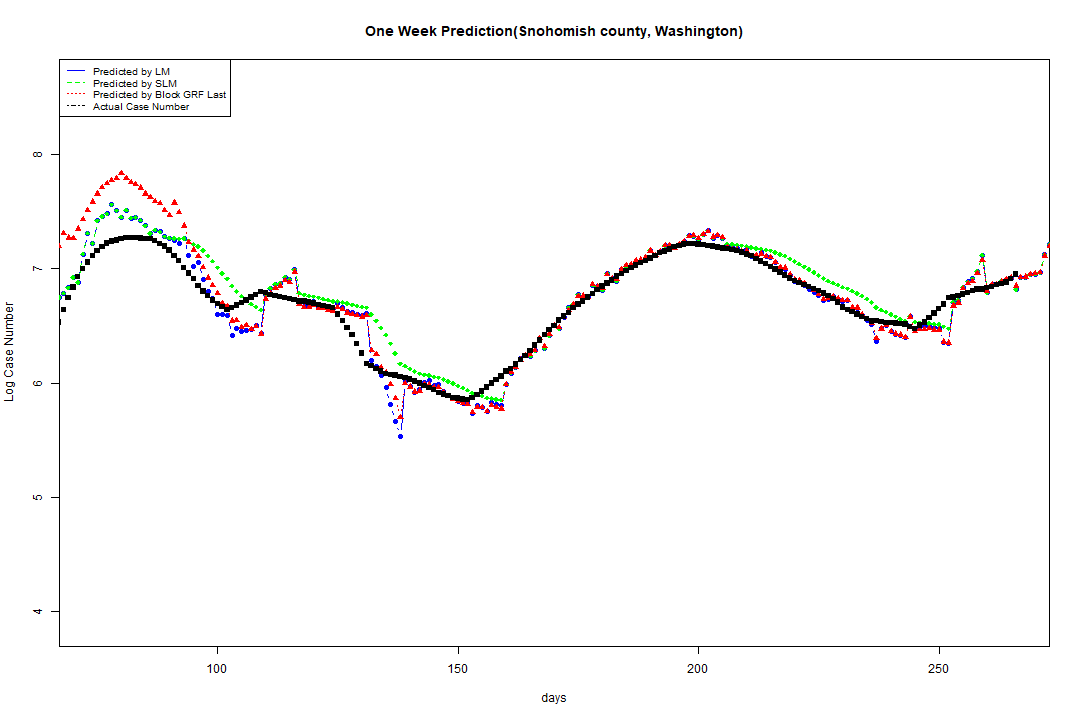 One Week Prediction(Snohomish county, Washington)
Predicted by LM
Predicted by SLM
Predicted by Block GRF Last
Actual Case Number
8
7
6
5
4
Log Case Number
100 150 200 250
days